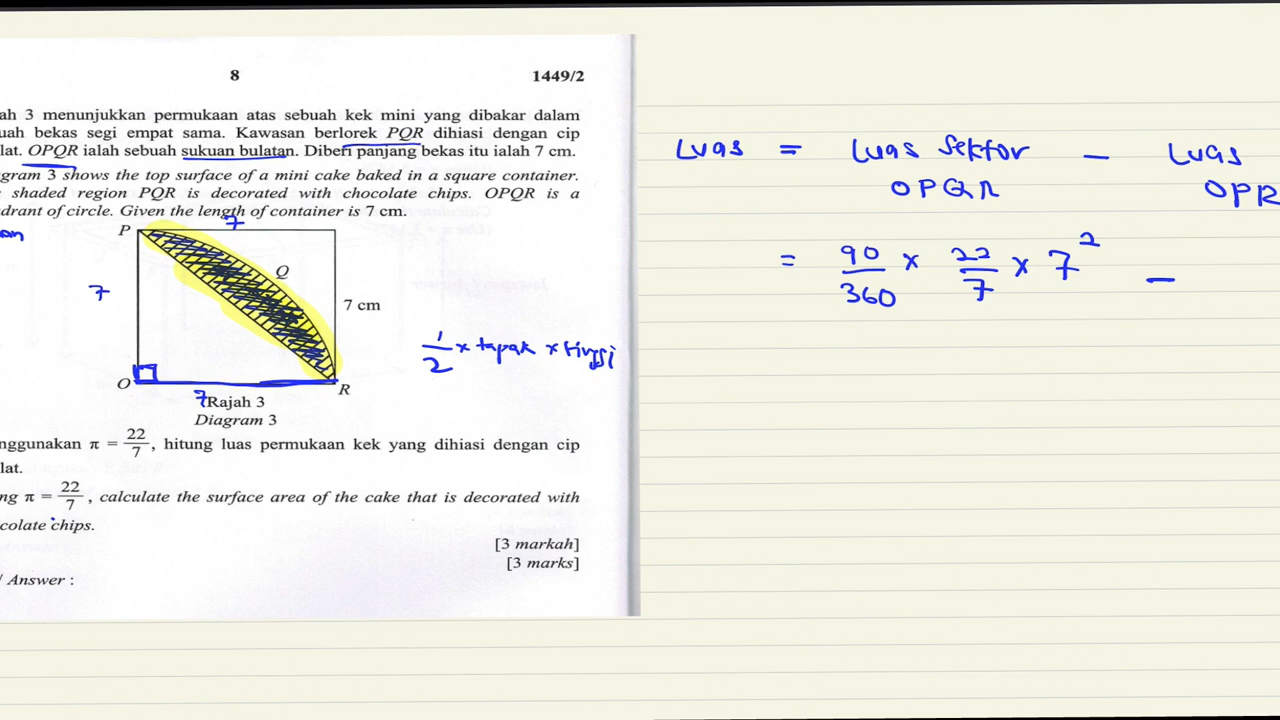 8
1449/2
ah 3 menunjukkan permukaan atas sebuah kek mini yang dibakar dalam
uah bekas segi empat sama. Kawasan berlorek PQR dihiasi dengan cip
lat. OPQR ialah sebuah sukuan bulatan. Diberi panjang bekas itu ialah 7 cm.
gram 3 shows the top surface of a mini cake baked in a square container.
shaded region PQR is decorated with chocolate chips. OPQR is a
drant of circle. Given the length of container is 7 cm.
an
7
P
Q
7
7 cm
O
R
7
Rajah 3
Diagram 3
1/2 × tapak × tinggi
nggunakan π = 22/7, hitung luas permukaan kek yang dihiasi dengan cip
lat.
ng π = 22/7, calculate the surface area of the cake that is decorated with
colate chips.
[3 markah]
[3 marks]
/ Answer :
Luas = Luas Sektor − Luas
OPQR OPR
= 90/360 × 22/7 × 7² −